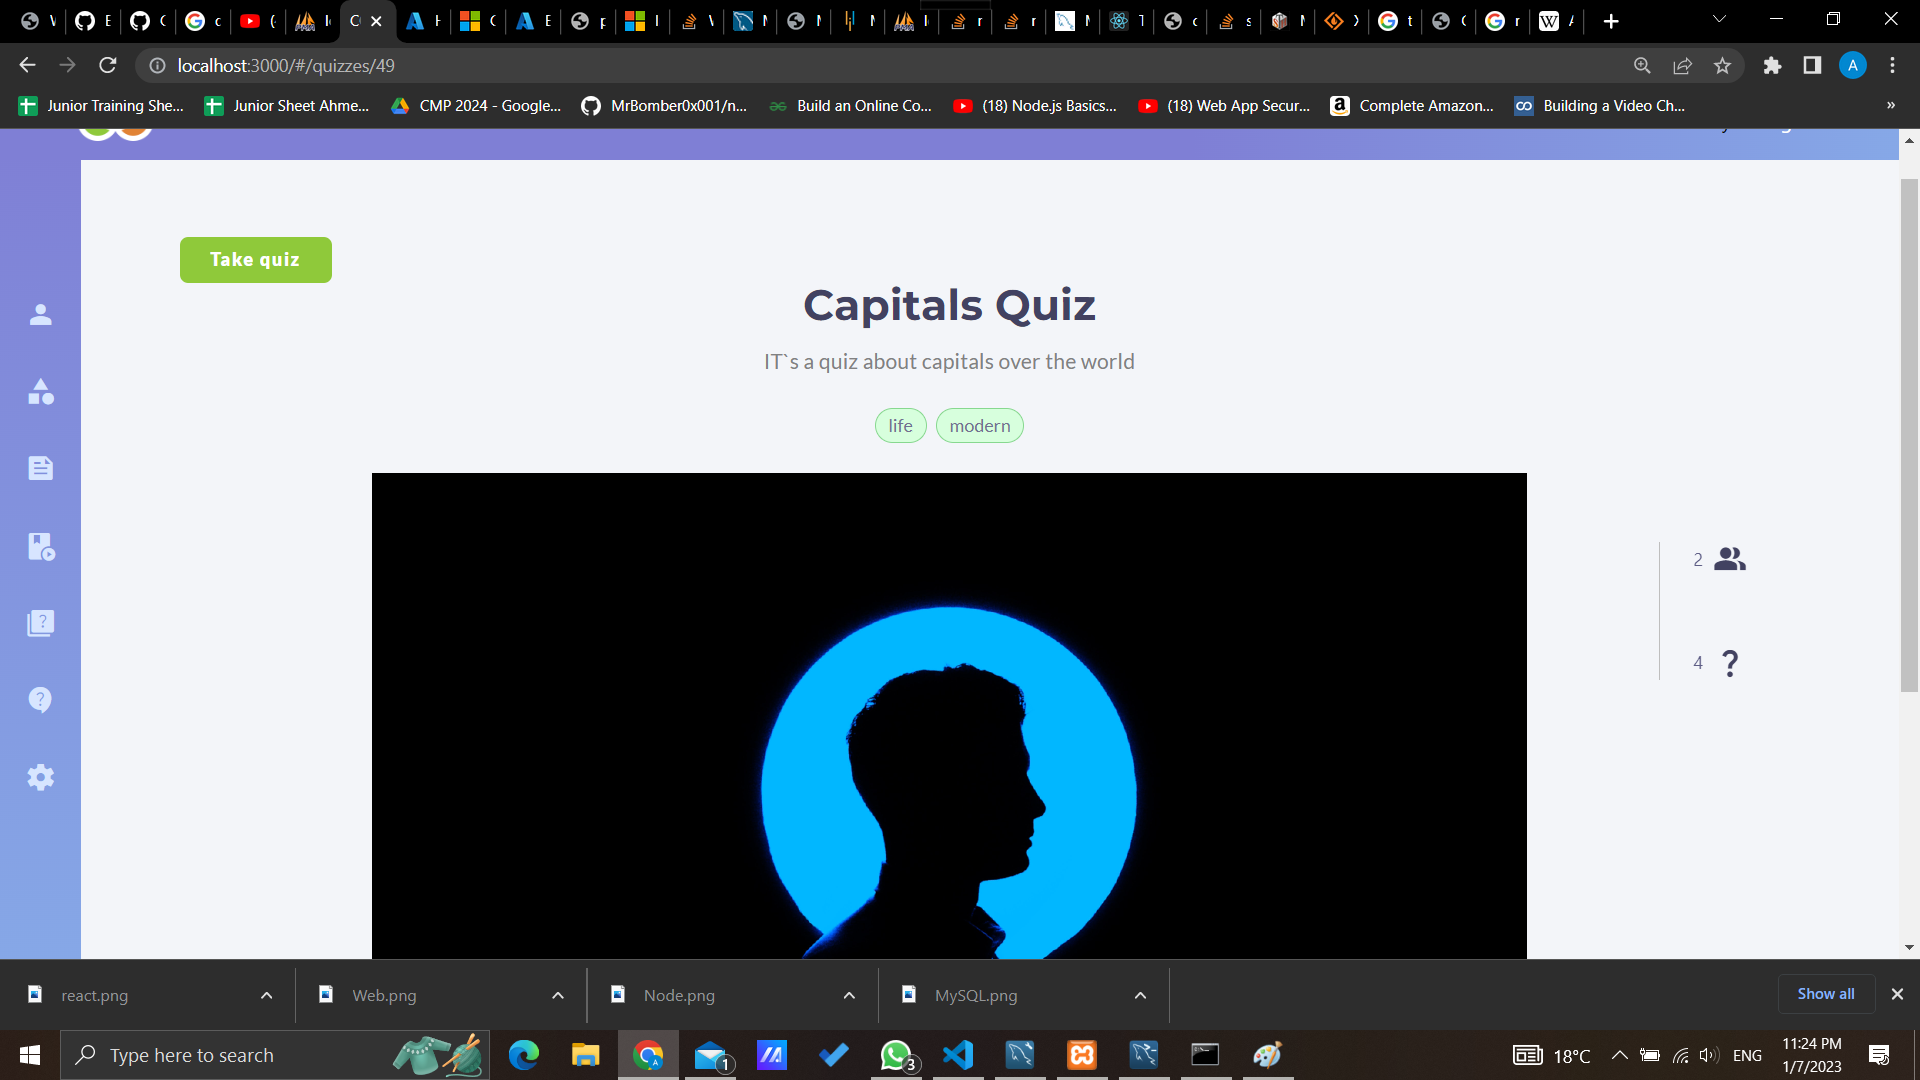 localhost:3000/#/quizzes/49
Junior Training She...
Junior Sheet Ahme...
CMP 2024 - Google...
MrBomber0x001/n...
Build an Online Co...
(18) Node.js Basics...
(18) Web App Secur...
Complete Amazon...
Building a Video Ch...
»
A
Take quiz
Capitals Quiz
IT`s a quiz about capitals over the world
life
modern
2
4
react.png
Web.png
Node.png
MySQL.png
Show all
Type here to search
1
3
18°C
ENG
11:24 PM
1/7/2023